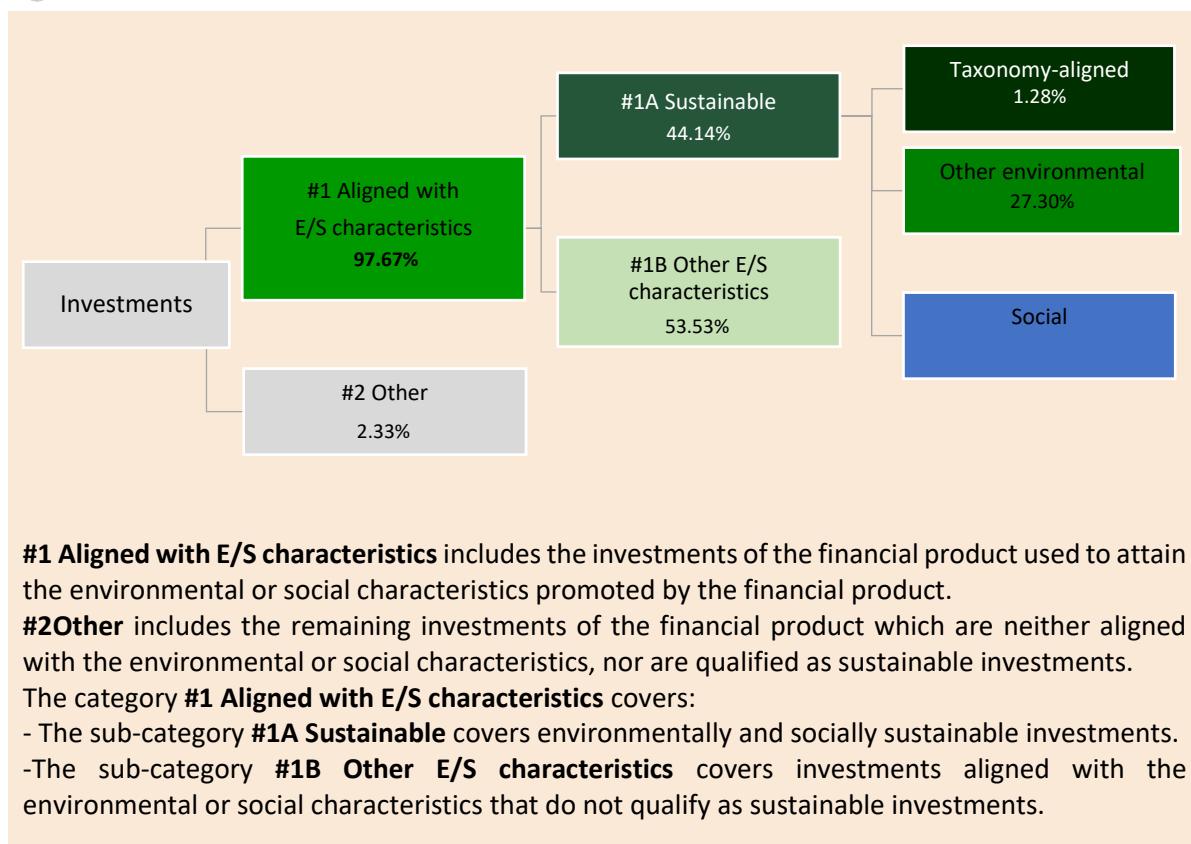 Investments
#1 Aligned with
E/S characteristics
97.67%
#2 Other
2.33%
#1A Sustainable
44.14%
#1B Other E/S
characteristics
53.53%
Taxonomy-aligned
1.28%
Other environmental
27.30%
Social
#1 Aligned with E/S characteristics includes the investments of the financial product used to attain
the environmental or social characteristics promoted by the financial product.
#2Other includes the remaining investments of the financial product which are neither aligned
with the environmental or social characteristics, nor are qualified as sustainable investments.
The category #1 Aligned with E/S characteristics covers:
- The sub-category #1A Sustainable covers environmentally and socially sustainable investments.
-The sub-category #1B Other E/S characteristics covers investments aligned with the
environmental or social characteristics that do not qualify as sustainable investments.